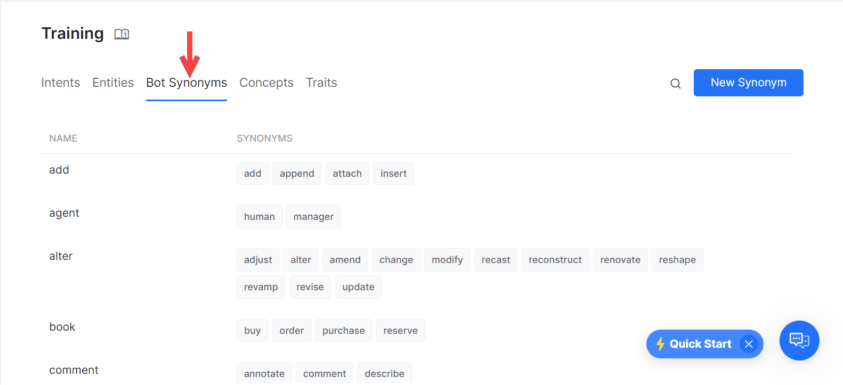 Training
Intents Entities Bot Synonyms Concepts Traits New Synonym
NAME SYNONYMS
add add append attach insert
agent human manager
alter adjust alter amend change modify recast reconstruct renovate reshape
revamp revise update
book buy order purchase reserve
Quick Start
comment annotate comment describe